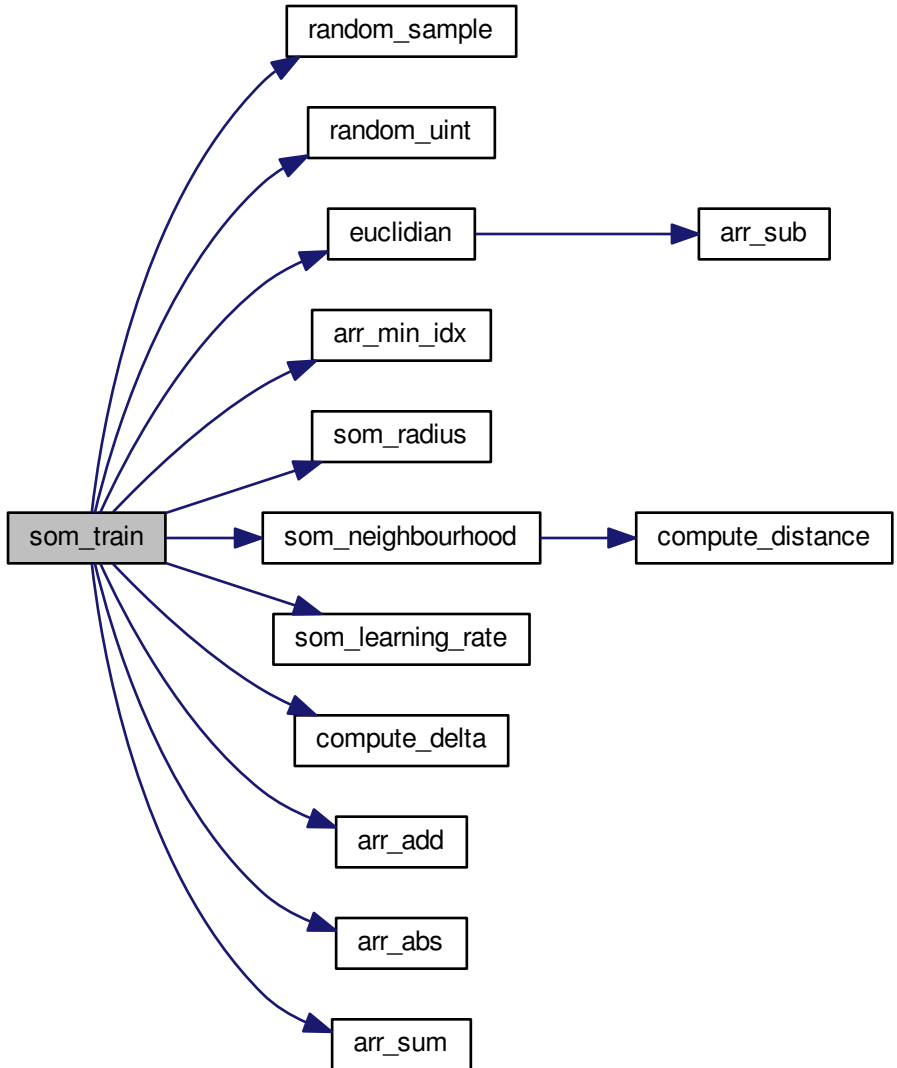 random_sample
random_uint
euclidian
arr_sub
arr_min_idx
som_radius
som_train
som_neighbourhood
compute_distance
som_learning_rate
compute_delta
arr_add
arr_abs
arr_sum